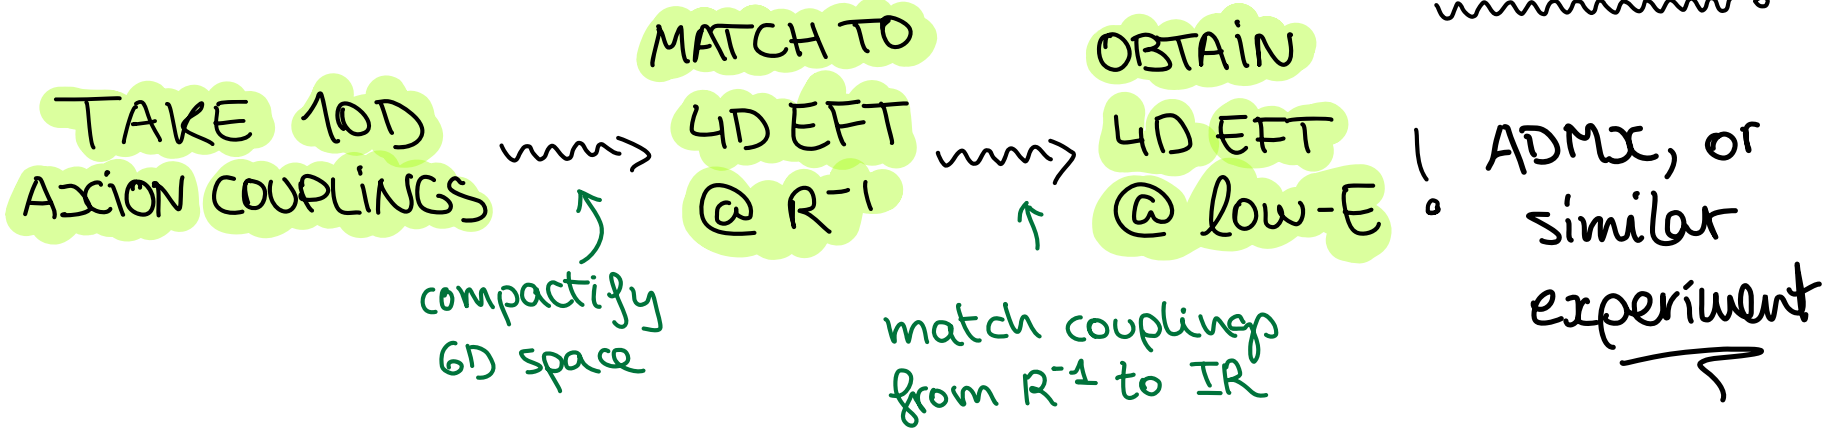 TAKE 10D
AXION COUPLINGS
compactify
6D space
MATCH TO
4D EFT
@ R⁻¹
match couplings
from R⁻¹ to IR
OBTAIN
4D EFT
@ low-E
!
ADMX, or
similar
experiment